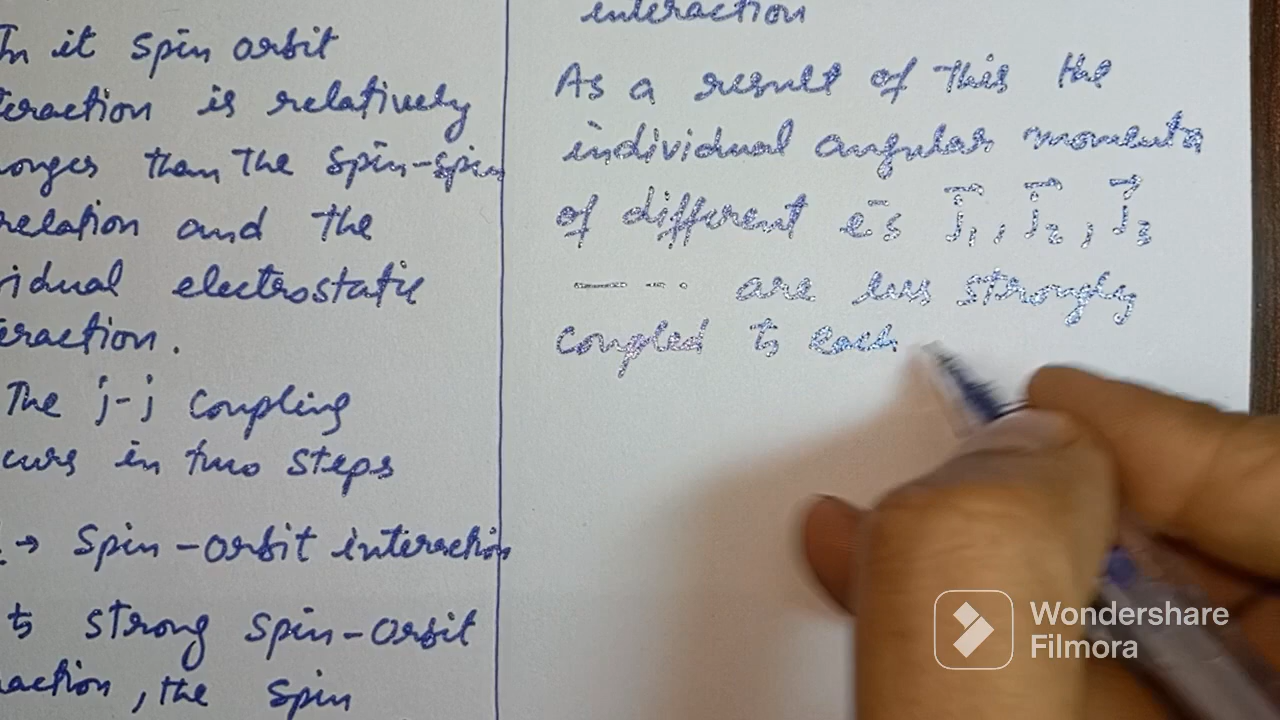 In it spin orbit
teraction is relatively
onger than the spin-spin
relation and the
vidual electrostatic
eraction.
The j-j coupling
curs in two steps
→ Spin-orbit interaction
to strong spin-orbit
raction, the spin
interaction
As a result of this the
individual angular momenta
of different e⁻s J⃗₁, J⃗₂, J⃗₃
---- ... are less strongly
coupled to each
Wondershare
Filmora